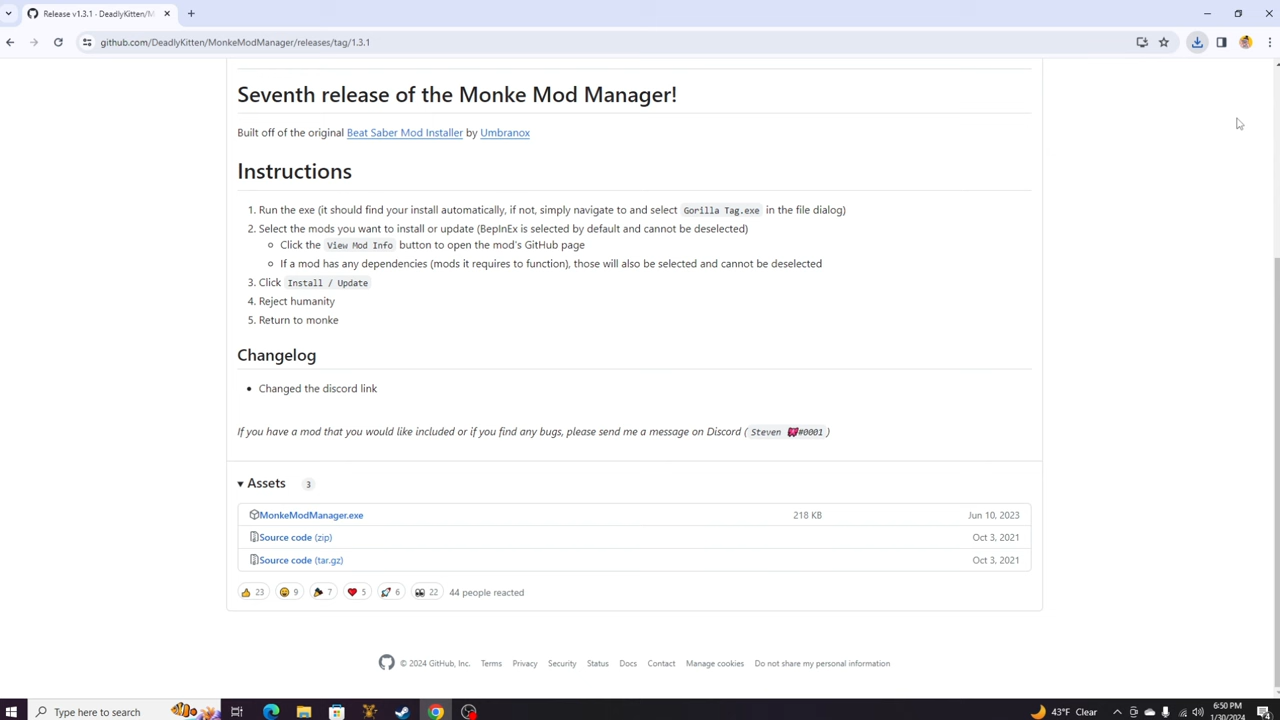 Release v1.3.1 · DeadlyKitten/M
github.com/DeadlyKitten/MonkeModManager/releases/tag/1.3.1
Seventh release of the Monke Mod Manager!
Built off of the original Beat Saber Mod Installer by Umbranox
Instructions
1. Run the exe (it should find your install automatically, if not, simply navigate to and select Gorilla Tag.exe in the file dialog)
2. Select the mods you want to install or update (BepInEx is selected by default and cannot be deselected)
Click the View Mod Info button to open the mod's GitHub page
If a mod has any dependencies (mods it requires to function), those will also be selected and cannot be deselected
3. Click Install / Update
4. Reject humanity
5. Return to monke
Changelog
Changed the discord link
If you have a mod that you would like included or if you find any bugs, please send me a message on Discord ( Steven 🌺#0001 )
Assets 3
MonkeModManager.exe 218 KB Jun 10, 2023
Source code (zip) Oct 3, 2021
Source code (tar.gz) Oct 3, 2021
23 9 7 5 6 22 44 people reacted
© 2024 GitHub, Inc. Terms Privacy Security Status Docs Contact Manage cookies Do not share my personal information
Type here to search 43°F Clear 6:50 PM
1/30/2024